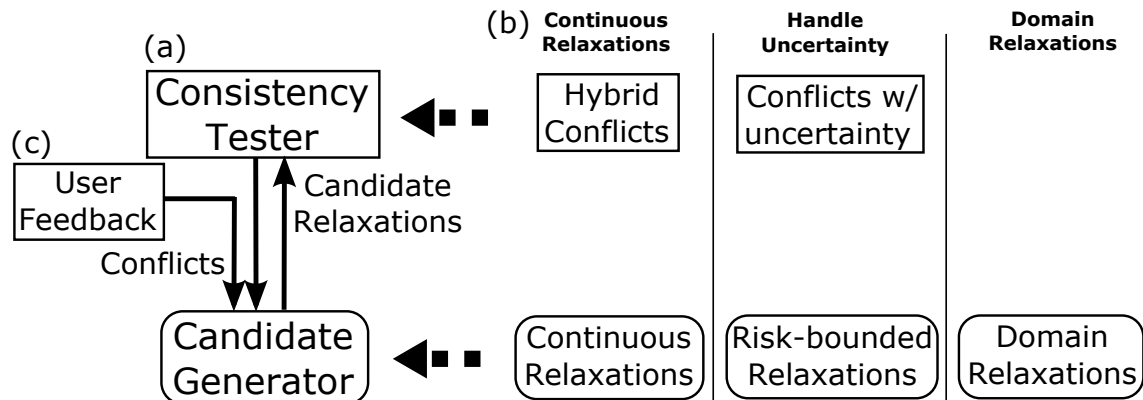 (a)
Consistency
Tester
(c)
User
Feedback
Candidate
Relaxations
Conflicts
Candidate
Generator
(b)
Continuous
Relaxations
Handle
Uncertainty
Domain
Relaxations
Hybrid
Conflicts
Conflicts w/
uncertainty
Continuous
Relaxations
Risk-bounded
Relaxations
Domain
Relaxations